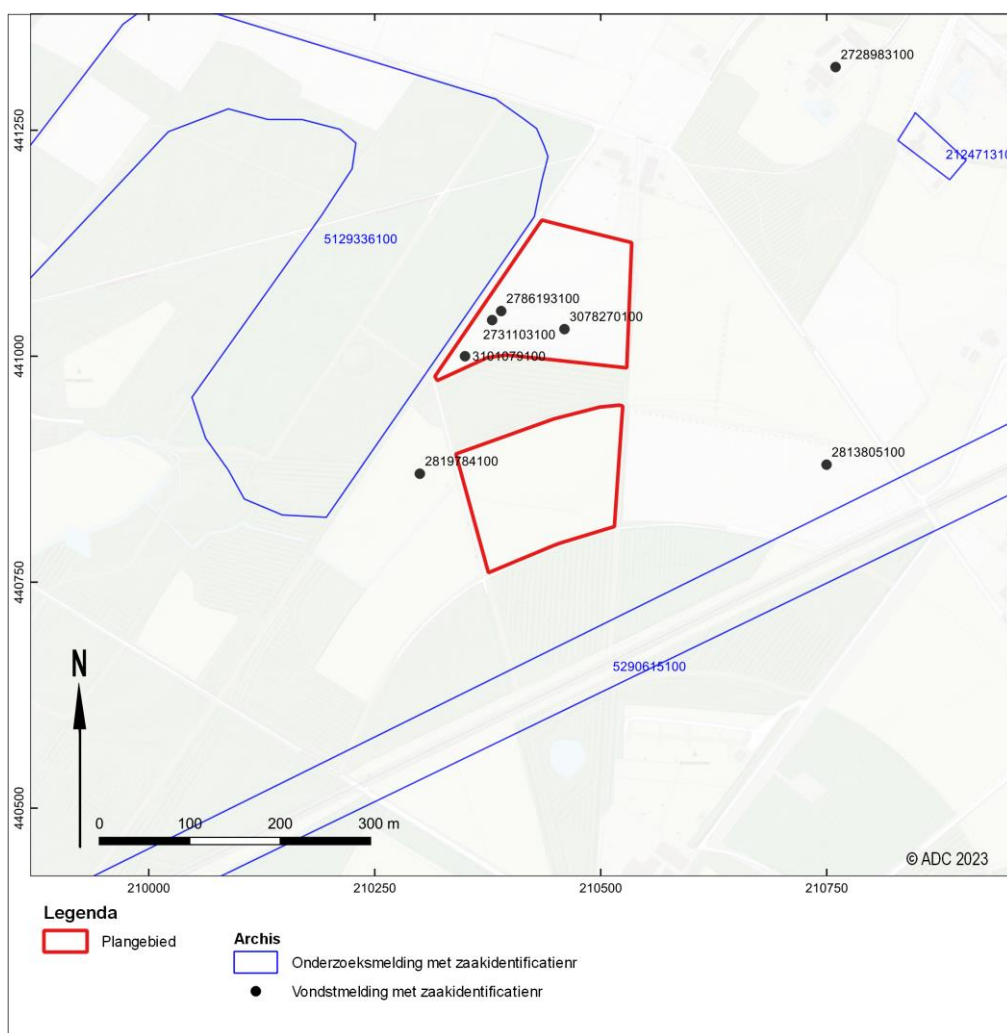 2728983100
441250
212471310
5129336100
2786193100
3078270100
2731103100
441000
3101079100
2819784100
2813805100
440750
N
5290615100
440500
0 100 200 300 m
© ADC 2023
210000 210250 210500 210750
Legenda
Plangebied
Archis
Onderzoeksmelding met zaakidentificatienr
Vondstmelding met zaakidentificatienr